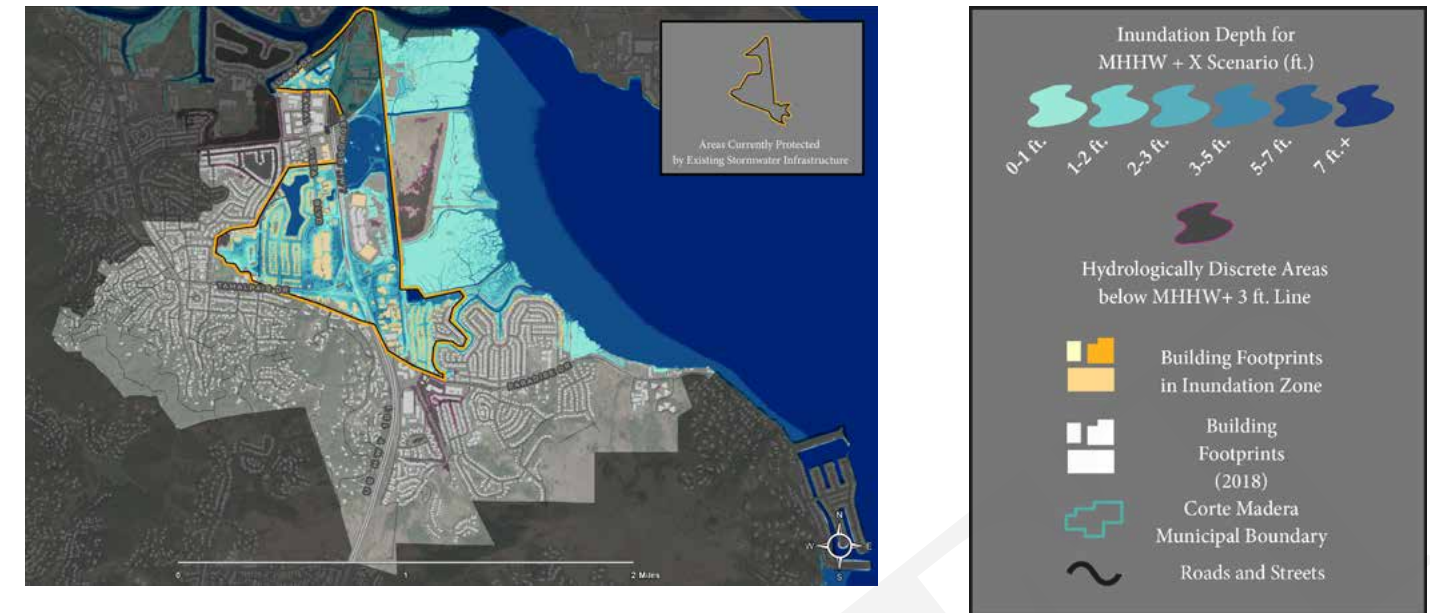 Areas Currently Protected
by Existing Stormwater Infrastructure
TAMALPAIS DR
PARADISE DR
N
W
E
S
0
1
2 Miles
Inundation Depth for
MHHW + X Scenario (ft.)
0-1 ft.
1-2 ft.
2-3 ft.
3-5 ft.
5-7 ft.
7 ft.+
Hydrologically Discrete Areas
below MHHW+ 3 ft. Line
Building Footprints
in Inundation Zone
Building
Footprints
(2018)
Corte Madera
Municipal Boundary
Roads and Streets